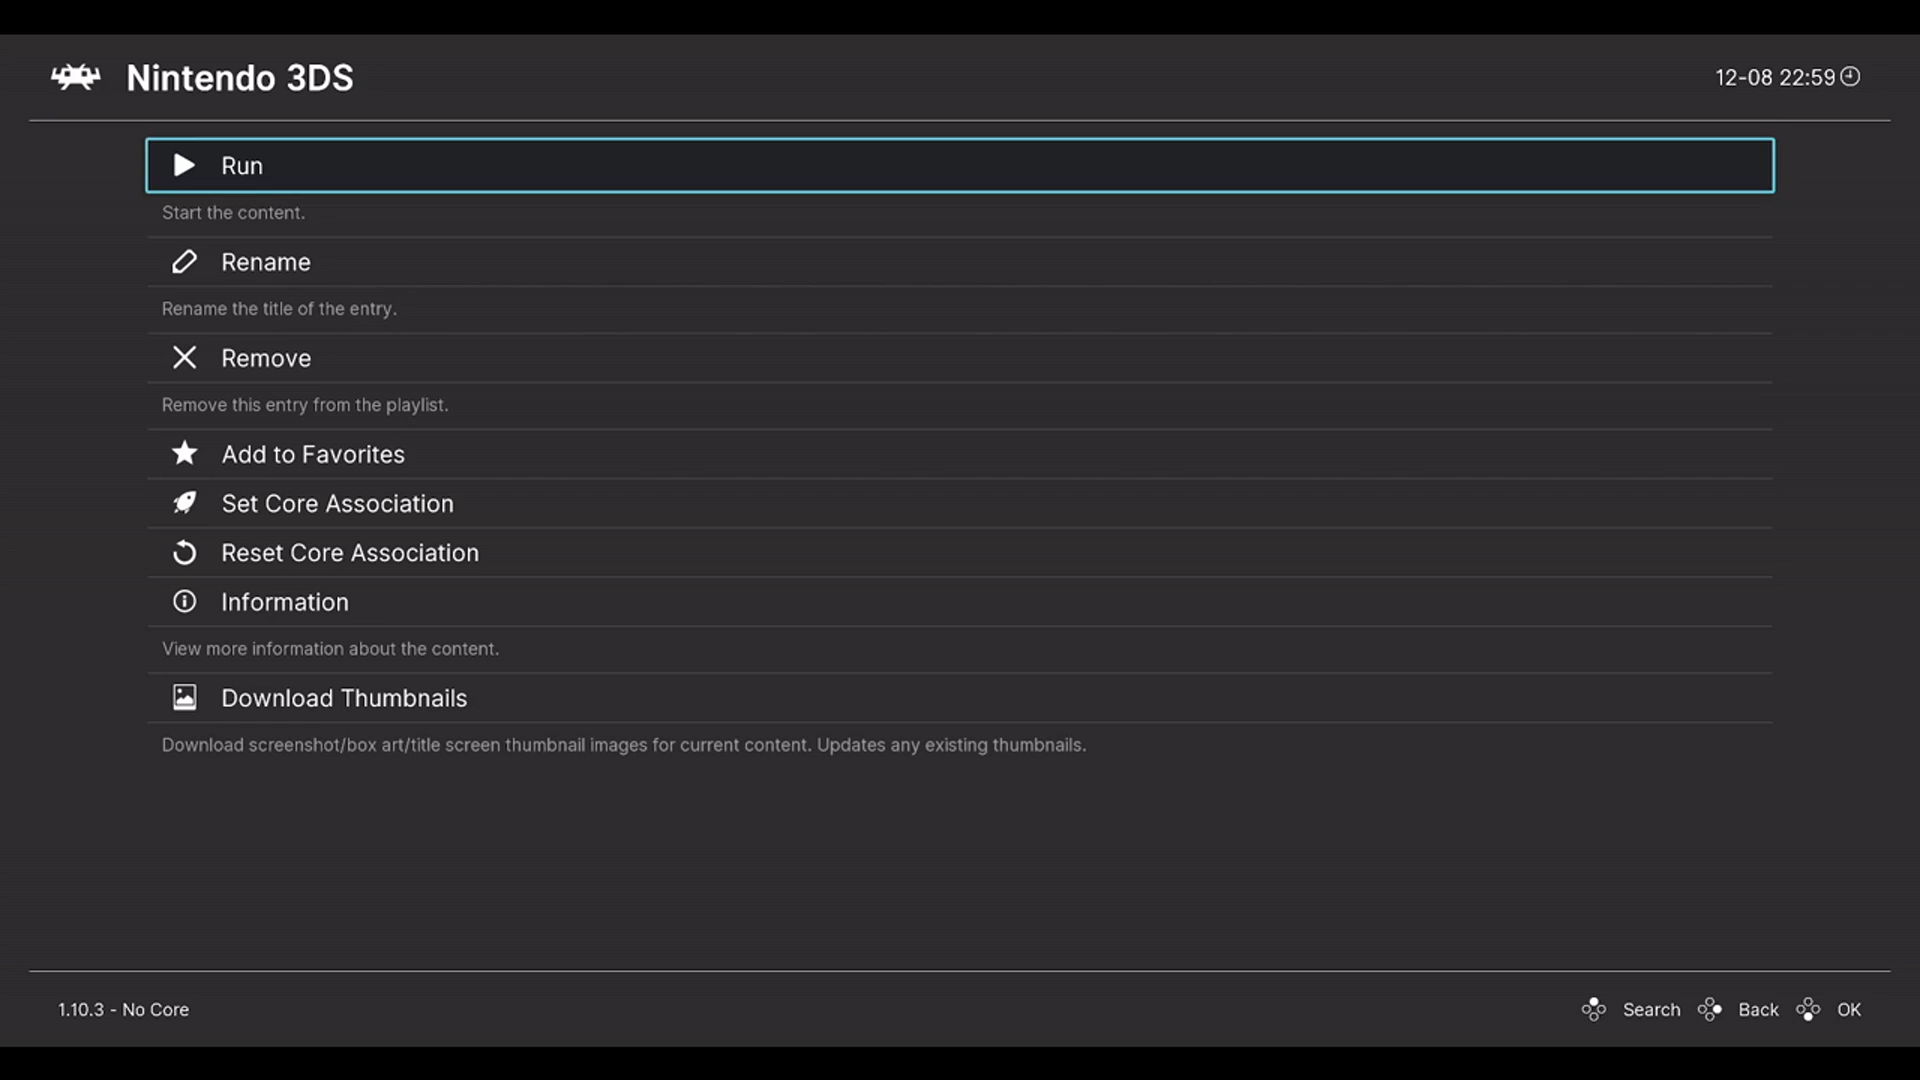 Nintendo 3DS
12-08 22:59
Run
Start the content.
Rename
Rename the title of the entry.
Remove
Remove this entry from the playlist.
Add to Favorites
Set Core Association
Reset Core Association
Information
View more information about the content.
Download Thumbnails
Download screenshot/box art/title screen thumbnail images for current content. Updates any existing thumbnails.
1.10.3 - No Core
Search Back OK